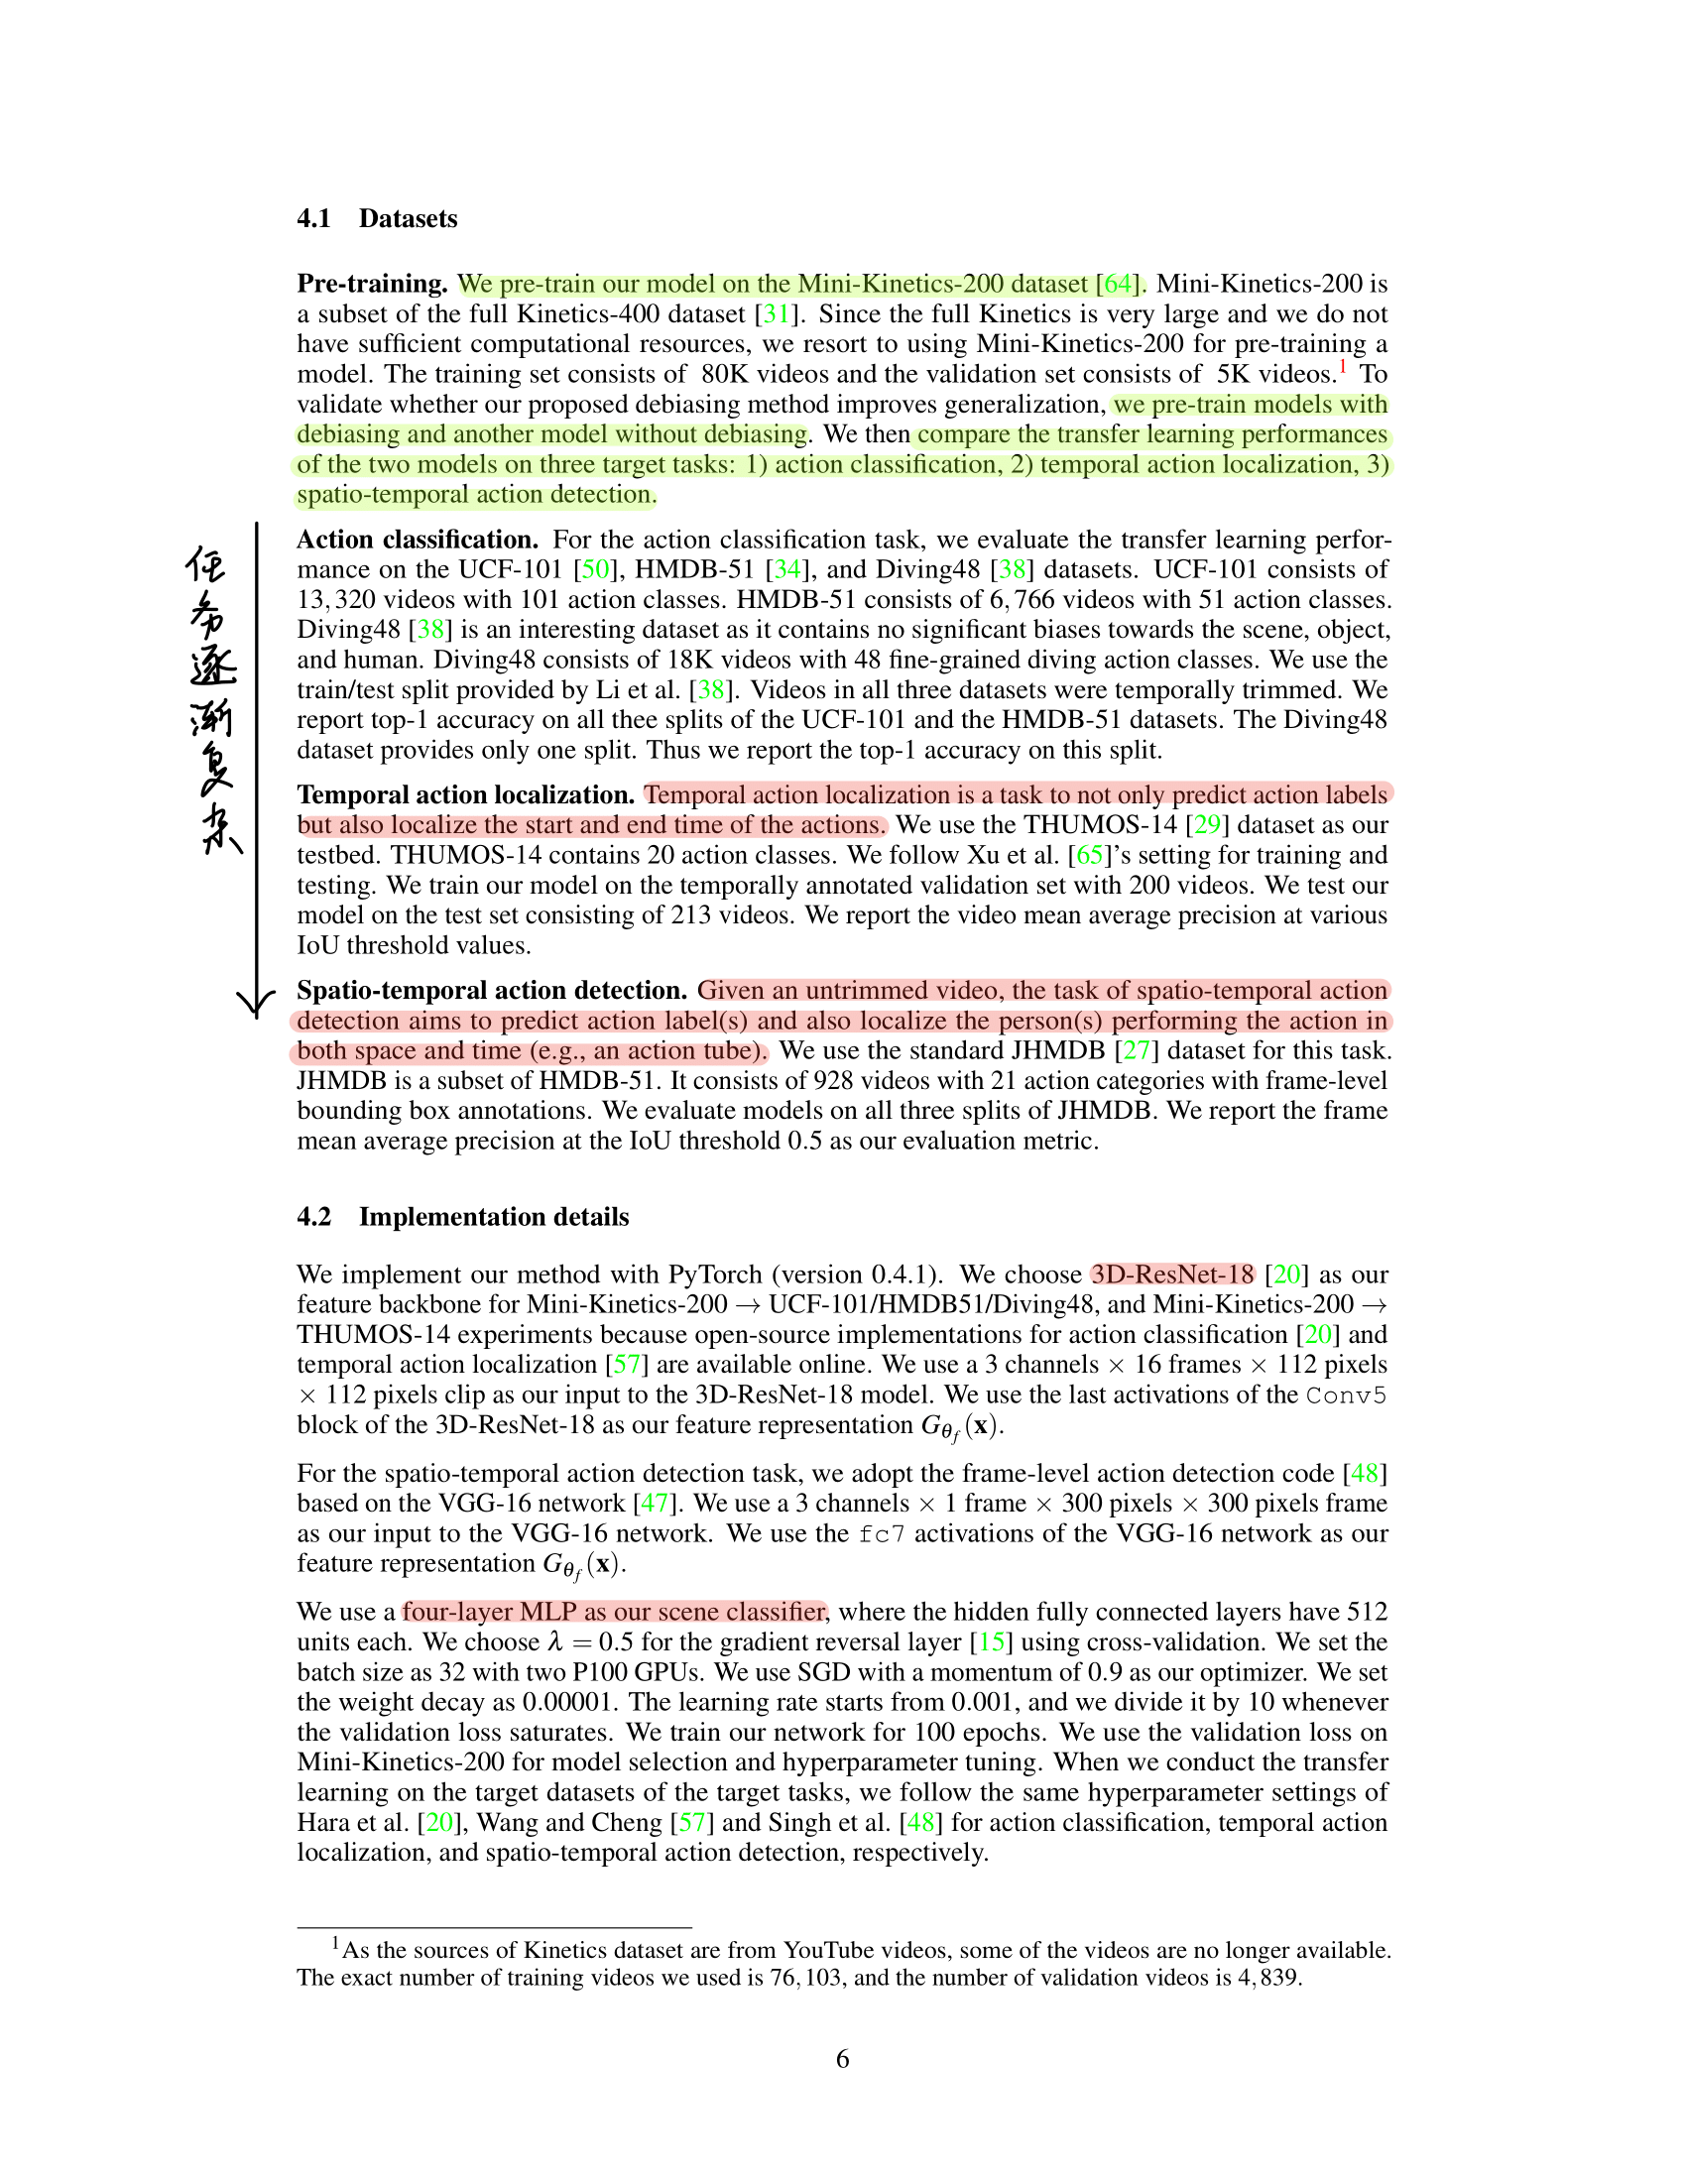 4.1 Datasets
Pre-training. We pre-train our model on the Mini-Kinetics-200 dataset [64]. Mini-Kinetics-200 is
a subset of the full Kinetics-400 dataset [31]. Since the full Kinetics is very large and we do not
have sufficient computational resources, we resort to using Mini-Kinetics-200 for pre-training a
model. The training set consists of 80K videos and the validation set consists of 5K videos.¹ To
validate whether our proposed debiasing method improves generalization, we pre-train models with
debiasing and another model without debiasing. We then compare the transfer learning performances
of the two models on three target tasks: 1) action classification, 2) temporal action localization, 3)
spatio-temporal action detection.
任务逐渐复杂
Action classification. For the action classification task, we evaluate the transfer learning perfor-
mance on the UCF-101 [50], HMDB-51 [34], and Diving48 [38] datasets. UCF-101 consists of
13,320 videos with 101 action classes. HMDB-51 consists of 6,766 videos with 51 action classes.
Diving48 [38] is an interesting dataset as it contains no significant biases towards the scene, object,
and human. Diving48 consists of 18K videos with 48 fine-grained diving action classes. We use the
train/test split provided by Li et al. [38]. Videos in all three datasets were temporally trimmed. We
report top-1 accuracy on all thee splits of the UCF-101 and the HMDB-51 datasets. The Diving48
dataset provides only one split. Thus we report the top-1 accuracy on this split.
Temporal action localization. Temporal action localization is a task to not only predict action labels
but also localize the start and end time of the actions. We use the THUMOS-14 [29] dataset as our
testbed. THUMOS-14 contains 20 action classes. We follow Xu et al. [65]'s setting for training and
testing. We train our model on the temporally annotated validation set with 200 videos. We test our
model on the test set consisting of 213 videos. We report the video mean average precision at various
IoU threshold values.
Spatio-temporal action detection. Given an untrimmed video, the task of spatio-temporal action
detection aims to predict action label(s) and also localize the person(s) performing the action in
both space and time (e.g., an action tube). We use the standard JHMDB [27] dataset for this task.
JHMDB is a subset of HMDB-51. It consists of 928 videos with 21 action categories with frame-level
bounding box annotations. We evaluate models on all three splits of JHMDB. We report the frame
mean average precision at the IoU threshold 0.5 as our evaluation metric.
4.2 Implementation details
We implement our method with PyTorch (version 0.4.1). We choose 3D-ResNet-18 [20] as our
feature backbone for Mini-Kinetics-200 → UCF-101/HMDB51/Diving48, and Mini-Kinetics-200 →
THUMOS-14 experiments because open-source implementations for action classification [20] and
temporal action localization [57] are available online. We use a 3 channels × 16 frames × 112 pixels
× 112 pixels clip as our input to the 3D-ResNet-18 model. We use the last activations of the Conv5
block of the 3D-ResNet-18 as our feature representation G_{θ_f}(x).
For the spatio-temporal action detection task, we adopt the frame-level action detection code [48]
based on the VGG-16 network [47]. We use a 3 channels × 1 frame × 300 pixels × 300 pixels frame
as our input to the VGG-16 network. We use the fc7 activations of the VGG-16 network as our
feature representation G_{θ_f}(x).
We use a four-layer MLP as our scene classifier, where the hidden fully connected layers have 512
units each. We choose λ = 0.5 for the gradient reversal layer [15] using cross-validation. We set the
batch size as 32 with two P100 GPUs. We use SGD with a momentum of 0.9 as our optimizer. We set
the weight decay as 0.00001. The learning rate starts from 0.001, and we divide it by 10 whenever
the validation loss saturates. We train our network for 100 epochs. We use the validation loss on
Mini-Kinetics-200 for model selection and hyperparameter tuning. When we conduct the transfer
learning on the target datasets of the target tasks, we follow the same hyperparameter settings of
Hara et al. [20], Wang and Cheng [57] and Singh et al. [48] for action classification, temporal action
localization, and spatio-temporal action detection, respectively.
¹As the sources of Kinetics dataset are from YouTube videos, some of the videos are no longer available.
The exact number of training videos we used is 76,103, and the number of validation videos is 4,839.
6